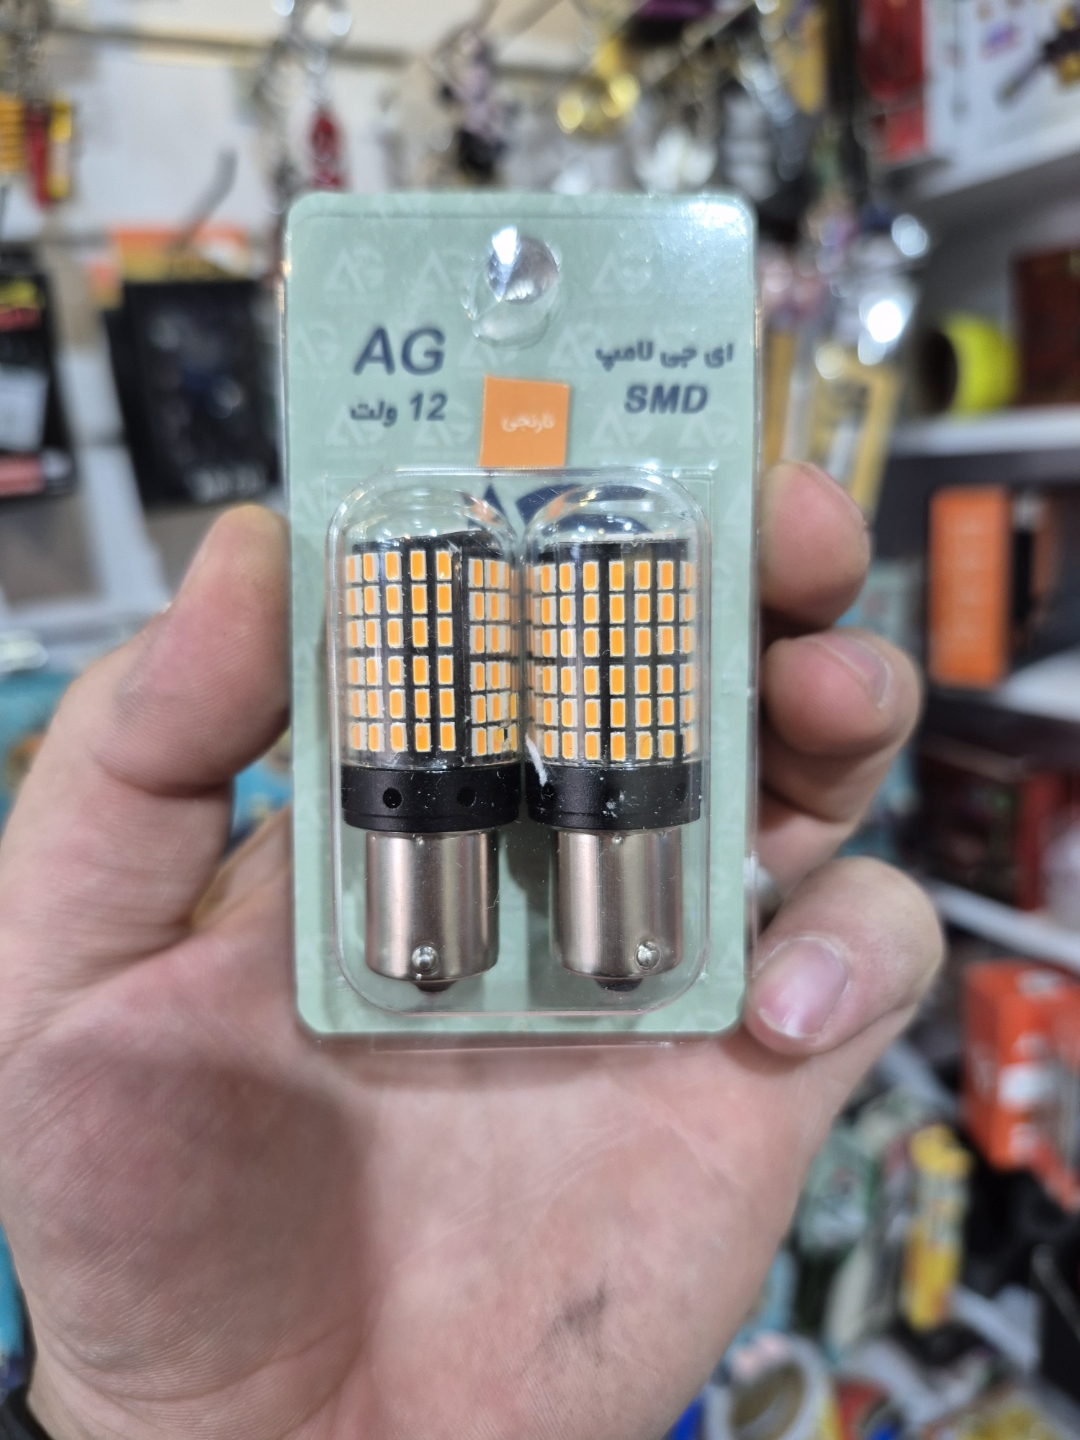 AG
12 ولت
ای جی لامپ
SMD
نارنجی